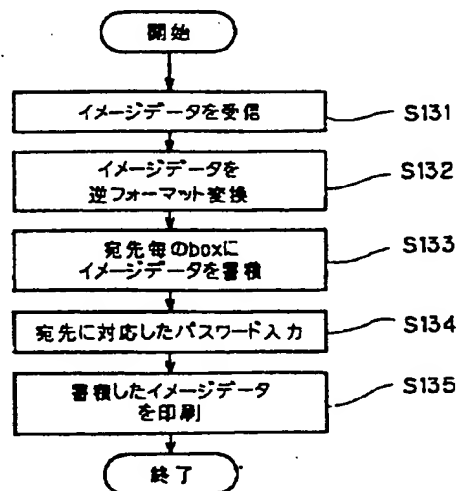 開始
イメージデータを受信
S131
イメージデータを
逆フォーマット変換
S132
宛先毎のboxに
イメージデータを蓄積
S133
宛先に対応したパスワード入力
S134
蓄積したイメージデータ
を印刷
S135
終了